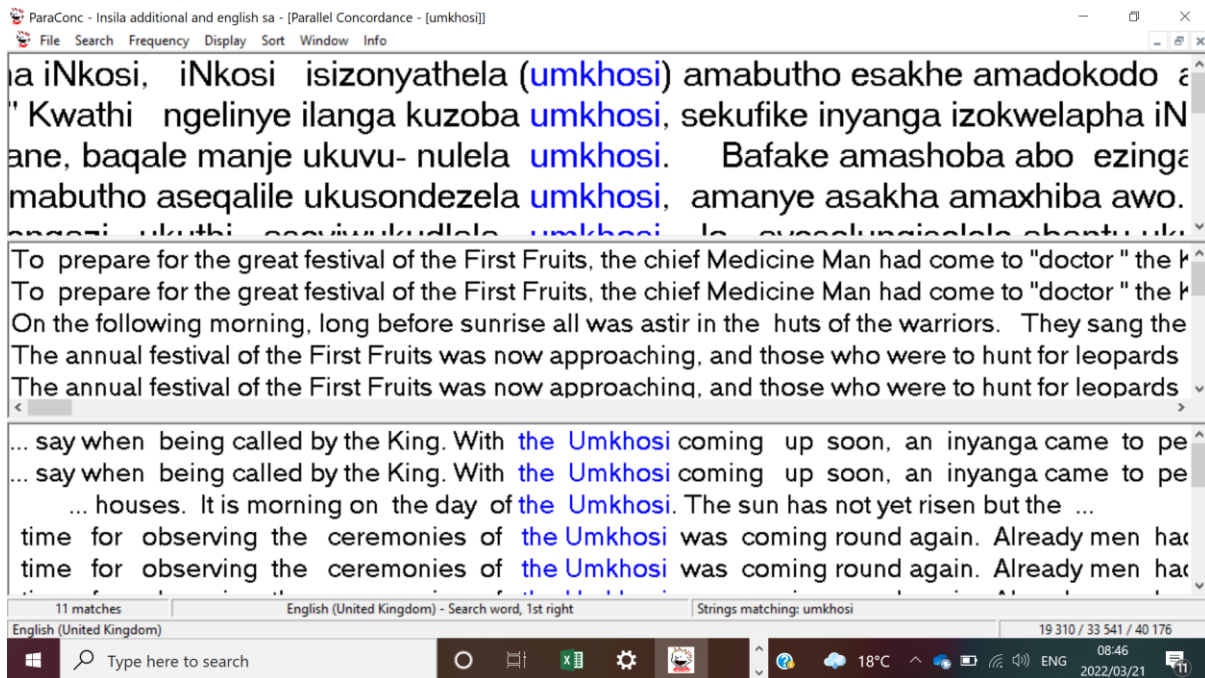 ParaConc - Insila additional and english sa - [Parallel Concordance - [umkhosi]]
File Search Frequency Display Sort Window Info
a iNkosi, iNkosi isizonyathela (umkhosi) amabutho esakhe amadokodo a
" Kwathi ngelinye ilanga kuzoba umkhosi, sekufike inyanga izokwelapha iN
ane, baqale manje ukuvu- nulela umkhosi. Bafake amashoba abo ezinga
mabutho aseqalile ukusondezela umkhosi, amanye asakha amaxhiba awo.
umkhosi
To prepare for the great festival of the First Fruits, the chief Medicine Man had come to "doctor " the K
To prepare for the great festival of the First Fruits, the chief Medicine Man had come to "doctor " the K
On the following morning, long before sunrise all was astir in the huts of the warriors. They sang the
The annual festival of the First Fruits was now approaching, and those who were to hunt for leopards
The annual festival of the First Fruits was now approaching, and those who were to hunt for leopards
... say when being called by the King. With the Umkhosi coming up soon, an inyanga came to pe
... say when being called by the King. With the Umkhosi coming up soon, an inyanga came to pe
... houses. It is morning on the day of the Umkhosi. The sun has not yet risen but the ...
time for observing the ceremonies of the Umkhosi was coming round again. Already men had
time for observing the ceremonies of the Umkhosi was coming round again. Already men had
11 matches English (United Kingdom) - Search word, 1st right Strings matching: umkhosi
English (United Kingdom) 19 310 / 33 541 / 40 176
Type here to search 18°C ENG 08:46
2022/03/21 11